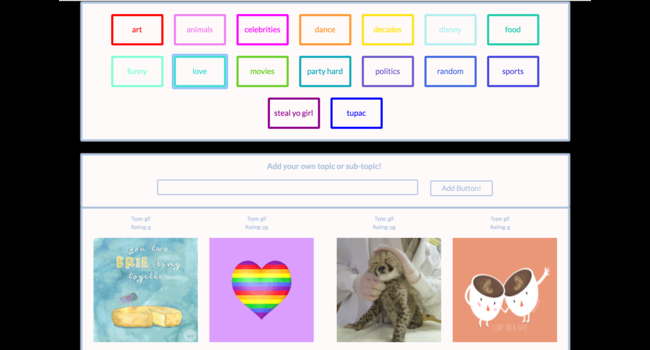 art animals celebrities dance decades disney food
funny love movies party hard politics random sports
steal yo girl tupac
Add your own topic or sub-topic!
Add Button!
Type: gif Type: gif Type: gif Type: gif
Rating: g Rating: pg Rating: pg Rating: g
you two
BRIE-long
together